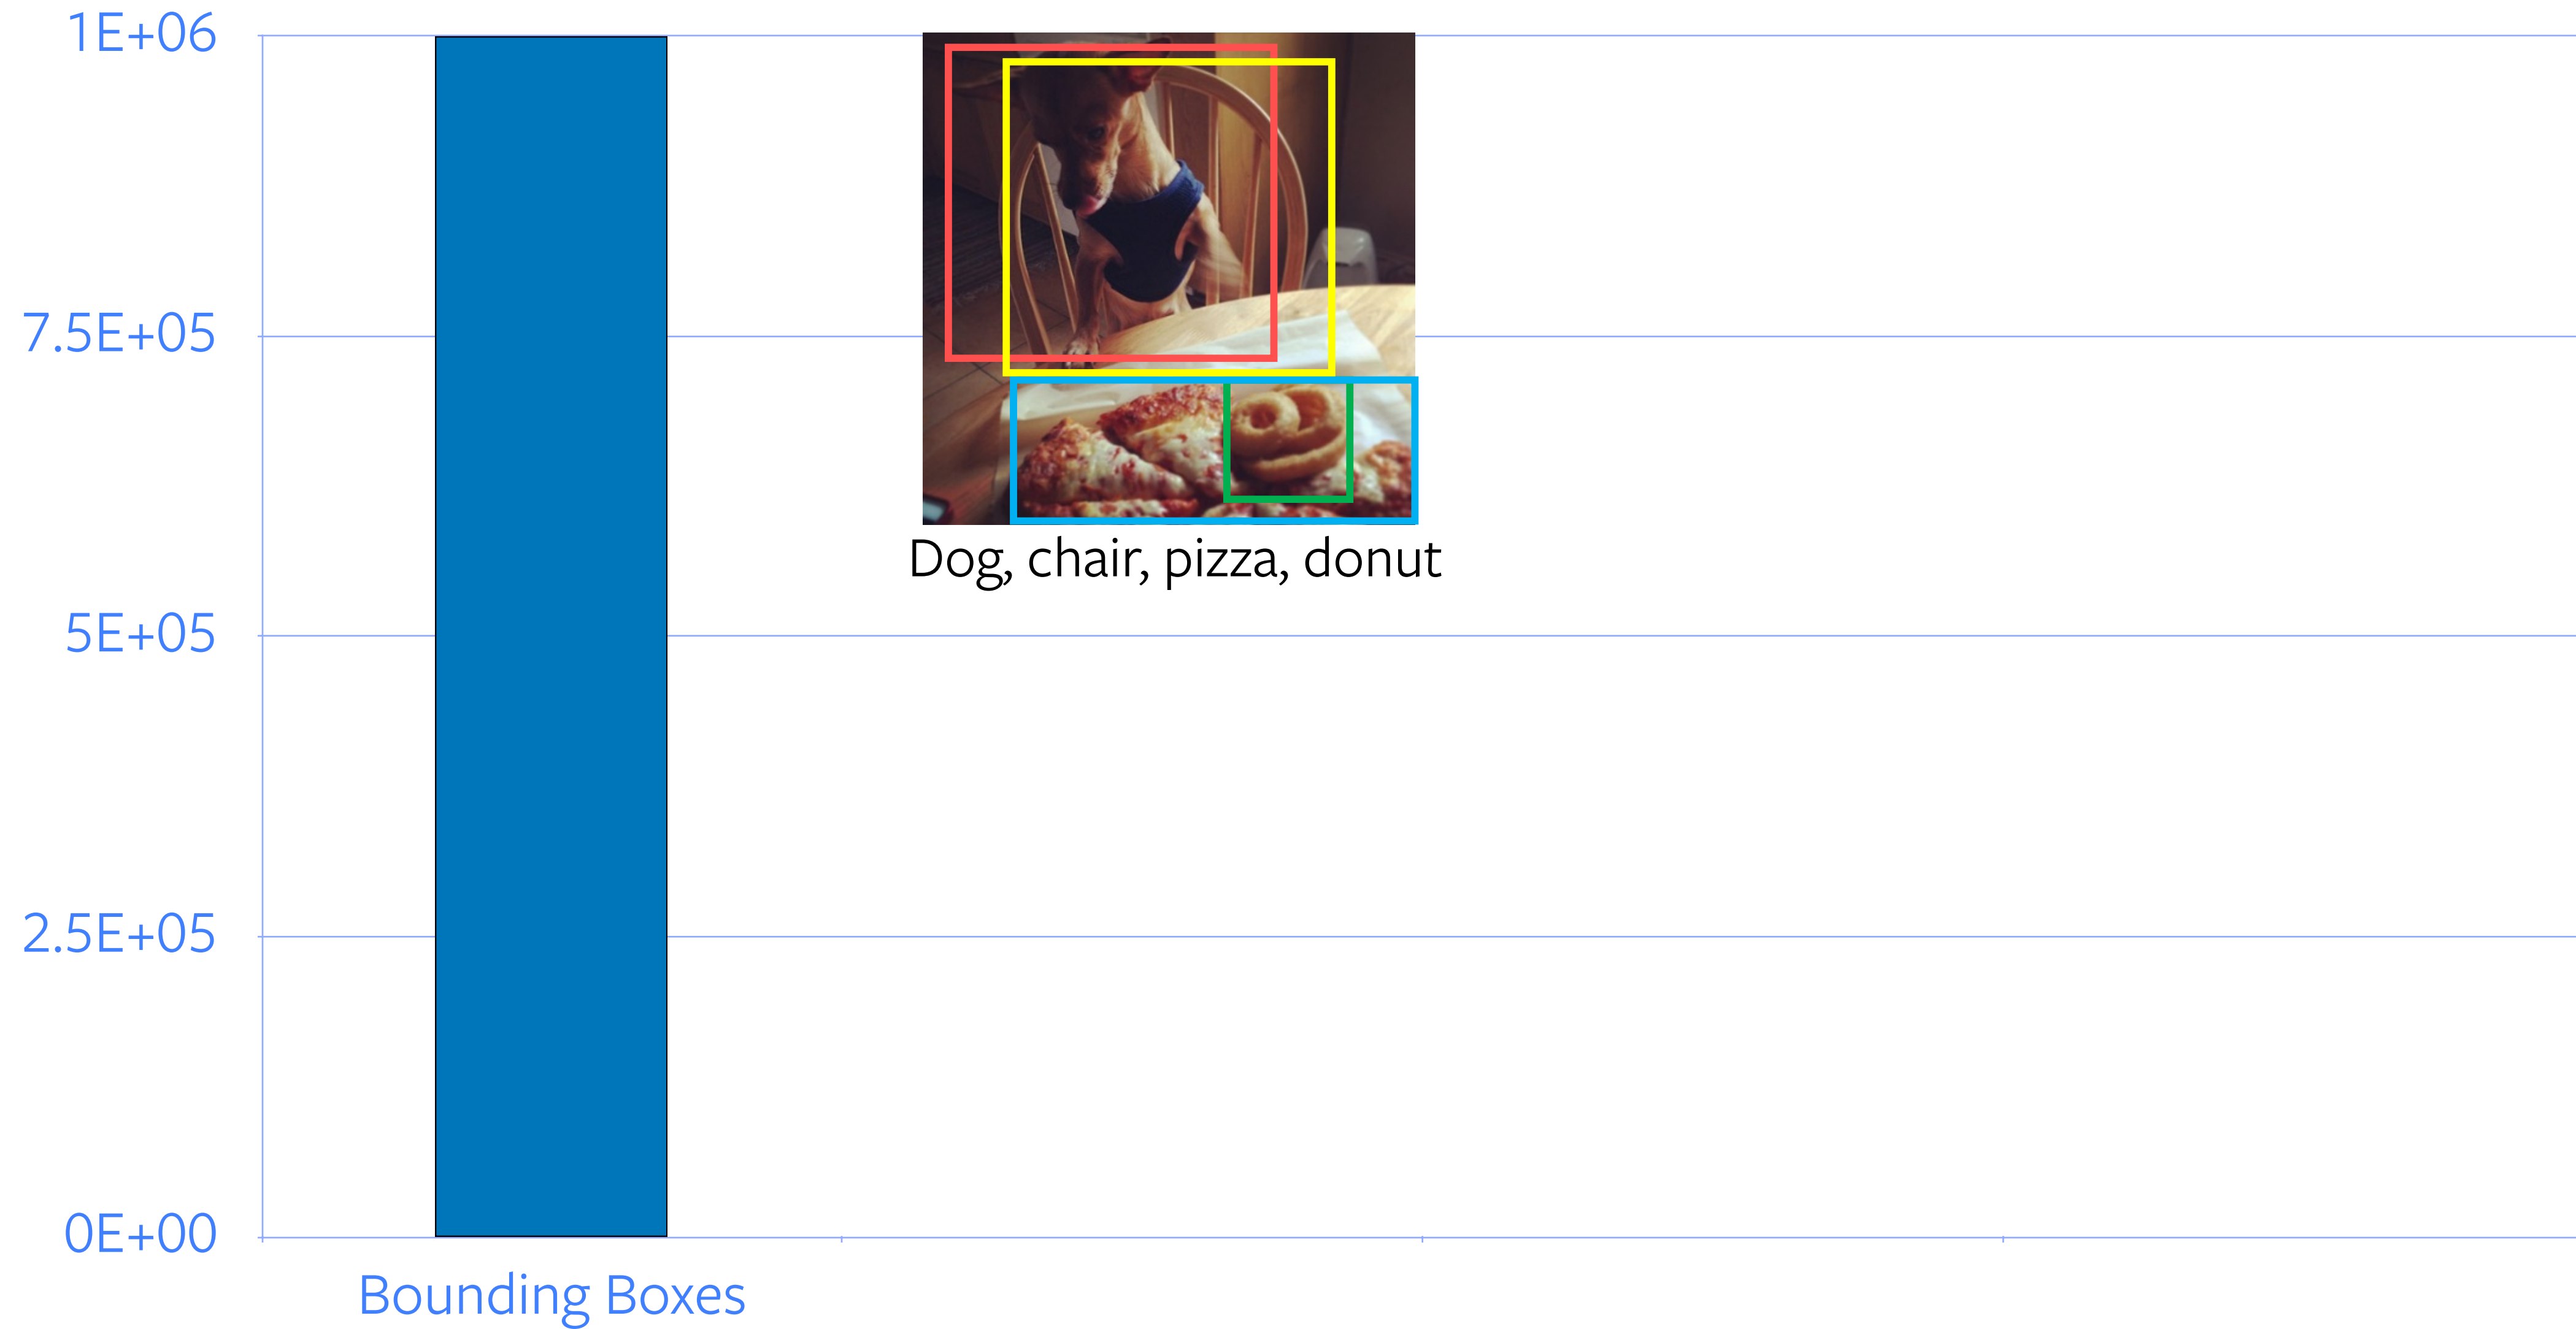 1E+06
7.5E+05
5E+05
2.5E+05
0E+00
Dog, chair, pizza, donut
Bounding Boxes